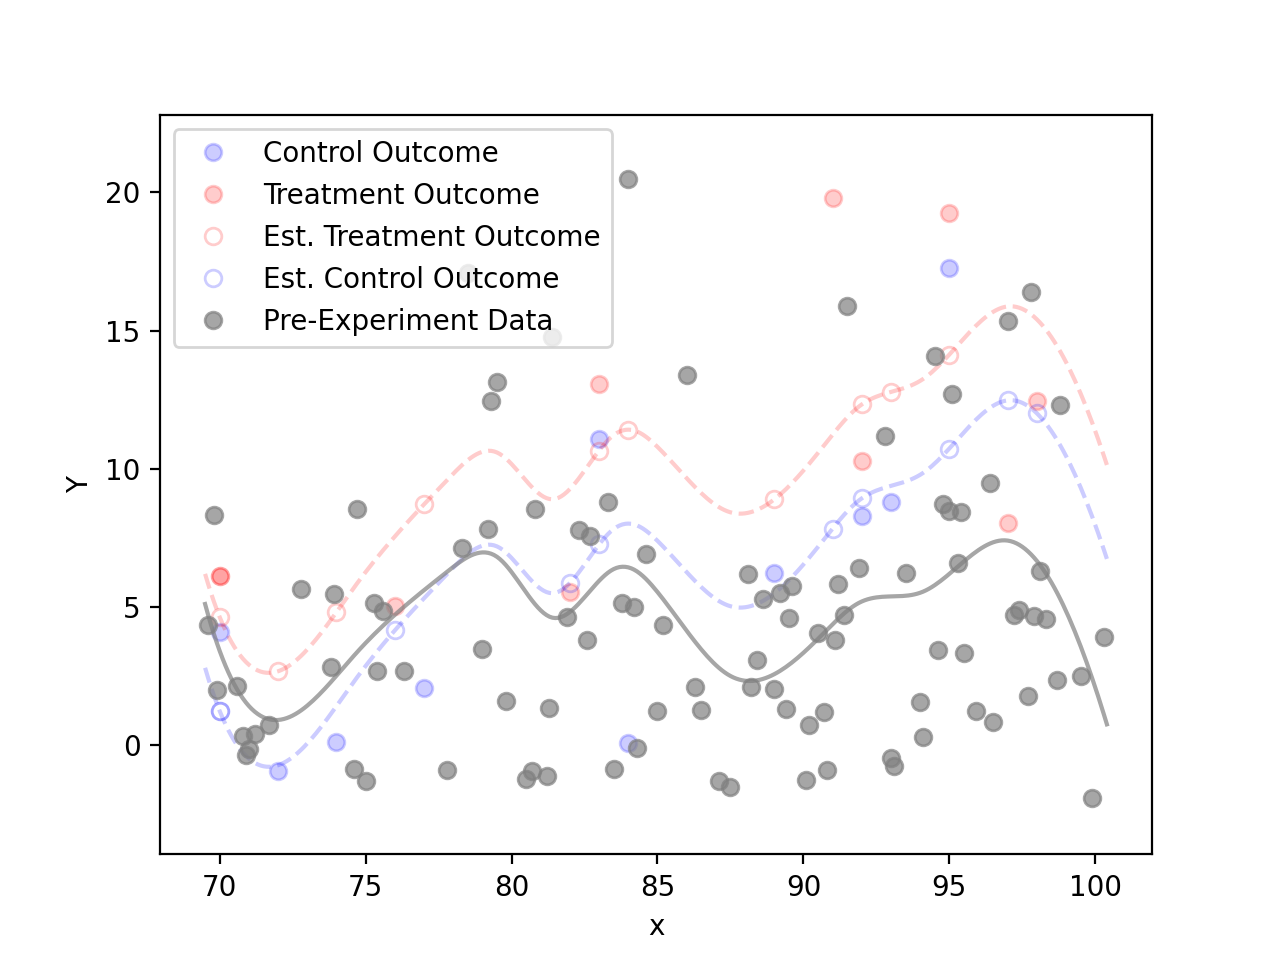 Control Outcome
Treatment Outcome
Est. Treatment Outcome
Est. Control Outcome
Pre-Experiment Data
20
15
10
5
0
Y
70 75 80 85 90 95 100
x